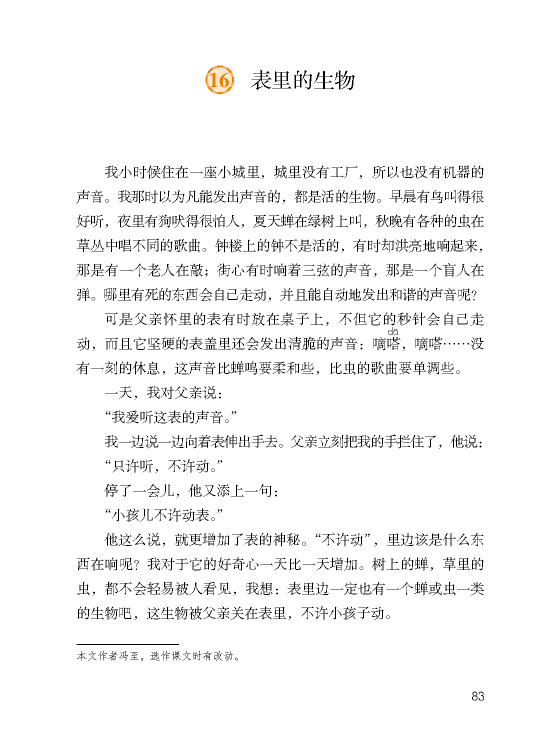 16 表里的生物
我小时候住在一座小城里，城里没有工厂，所以也没有机器的
声音。我那时以为凡能发出声音的，都是活的生物。早晨有鸟叫得很
好听，夜里有狗吠得很怕人，夏天蝉在绿树上叫，秋晚有各种的虫在
草丛中唱不同的歌曲。钟楼上的钟不是活的，有时却洪亮地响起来，
那是有一个老人在敲；街心有时响着三弦的声音，那是一个盲人在
弹。哪里有死的东西会自己走动，并且能自动地发出和谐的声音呢？
可是父亲怀里的表有时放在桌子上，不但它的秒针会自己走
dā
动，而且它坚硬的表盖里还会发出清脆的声音：嘀嗒，嘀嗒……没
有一刻的休息，这声音比蝉鸣要柔和些，比虫的歌曲要单调些。
一天，我对父亲说：
“我爱听这表的声音。”
我一边说一边向着表伸出手去。父亲立刻把我的手拦住了，他说：
“只许听，不许动。”
停了一会儿，他又添上一句：
“小孩儿不许动表。”
他这么说，就更增加了表的神秘。“不许动”，里边该是什么东
西在响呢？我对于它的好奇心一天比一天增加。树上的蝉，草里的
虫，都不会轻易被人看见，我想：表里边一定也有一个蝉或虫一类
的生物吧，这生物被父亲关在表里，不许小孩子动。
本文作者冯至，选作课文时有改动。
83